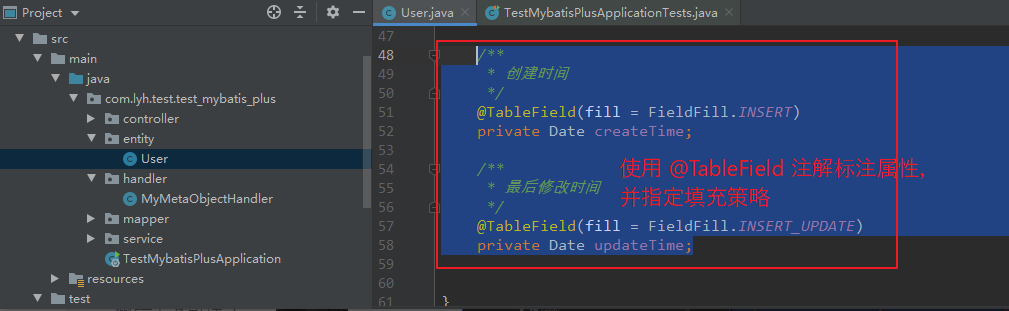 Project
User.java
TestMybatisPlusApplicationTests.java
src
main
java
com.lyh.test.test_mybatis_plus
controller
entity
User
handler
MyMetaObjectHandler
mapper
service
TestMybatisPlusApplication
resources
test
47
48 /**
49 * 创建时间
50 */
51 @TableField(fill = FieldFill.INSERT)
52 private Date createTime;
53
54 /**
55 * 最后修改时间
56 */
57 @TableField(fill = FieldFill.INSERT_UPDATE)
58 private Date updateTime;
59
60
61 }
使用 @TableField 注解标注属性,
并指定填充策略